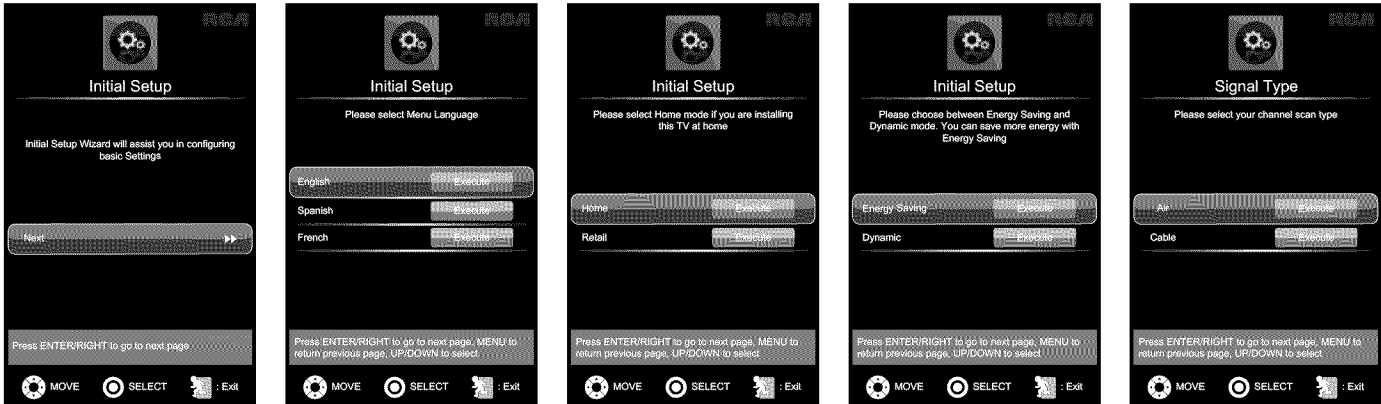 RCA
Initial Setup
Initial Setup Wizard will assist you in configuring
basic Settings
Next
Press ENTER/RIGHT to go to next page
MOVE
SELECT
: Exit
RCA
Initial Setup
Please select Menu Language
English Execute
Spanish Execute
French Execute
Press ENTER/RIGHT to go to next page, MENU to
return previous page, UP/DOWN to select
MOVE
SELECT
: Exit
RCA
Initial Setup
Please select Home mode if you are installing
this TV at home
Home Execute
Retail Execute
Press ENTER/RIGHT to go to next page, MENU to
return previous page, UP/DOWN to select
MOVE
SELECT
: Exit
RCA
Initial Setup
Please choose between Energy Saving and
Dynamic mode. You can save more energy with
Energy Saving
Energy Saving Execute
Dynamic Execute
Press ENTER/RIGHT to go to next page, MENU to
return previous page, UP/DOWN to select
MOVE
SELECT
: Exit
RCA
Signal Type
Please select your channel scan type
Air Execute
Cable Execute
Press ENTER/RIGHT to go to next page, MENU to
return previous page, UP/DOWN to select
MOVE
SELECT
: Exit